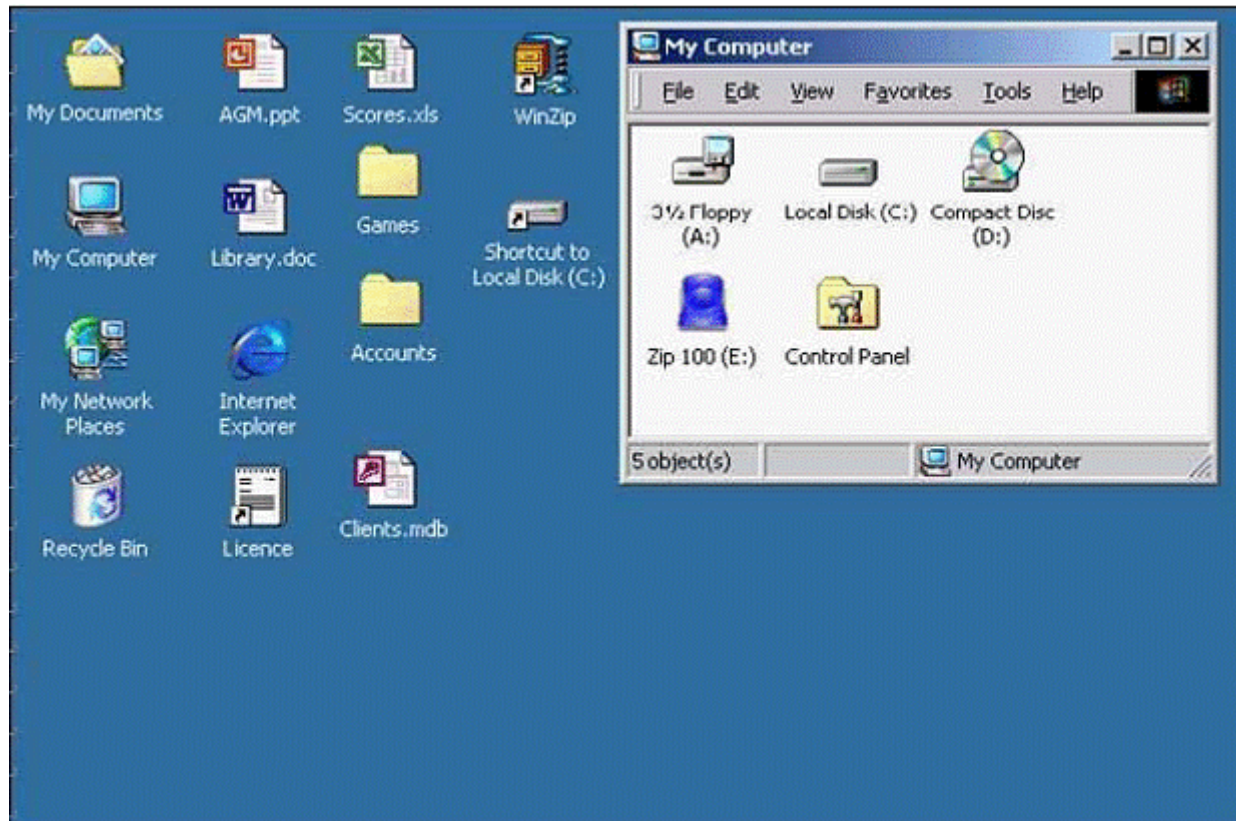 My Documents
AGM.ppt
Scores.xls
WinZip
My Computer
Library.doc
Games
Shortcut to
Local Disk (C:)
My Network
Places
Internet
Explorer
Accounts
Recycle Bin
Licence
Clients.mdb
My Computer
File Edit View Favorites Tools Help
3½ Floppy
(A:)
Local Disk (C:)
Compact Disc
(D:)
Zip 100 (E:)
Control Panel
5 object(s)
My Computer